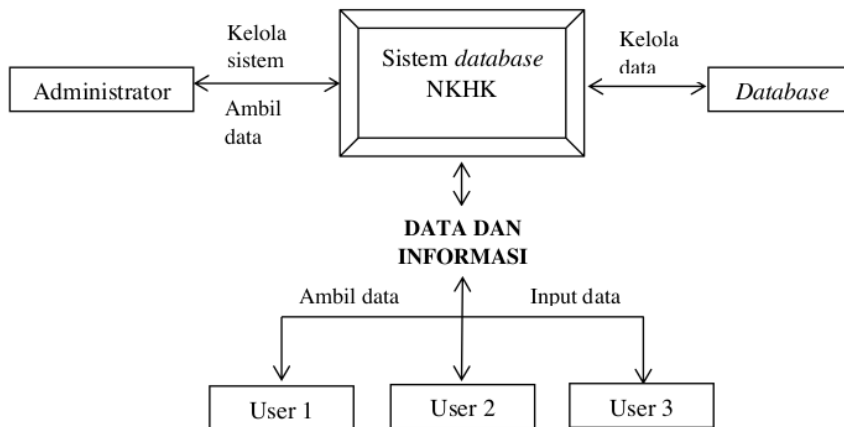 Kelola
sistem
Administrator
Ambil
data
Sistem database
NKHK
Kelola
data
Database
DATA DAN
INFORMASI
Ambil data
Input data
User 1
User 2
User 3